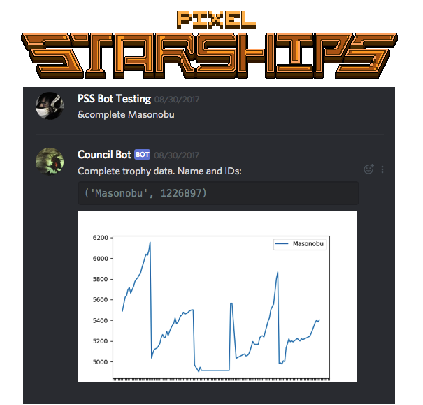 PIXEL
STARSHIPS
PSS Bot Testing 08/30/2017
&complete Masonobu
Council Bot BOT 08/30/2017
Complete trophy data. Name and IDs:
('Masonobu', 1226897)
Masonobu
6200
6000
5800
5600
5400
5200
5000